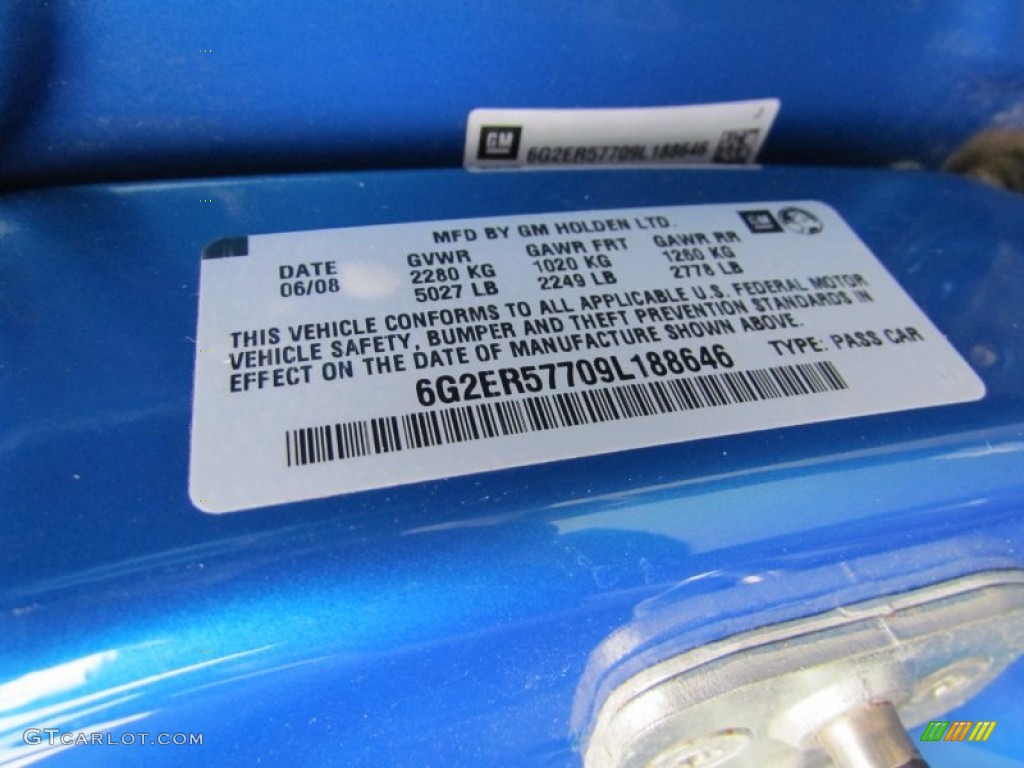 GM
6G2ER57709L188646
MFD BY GM HOLDEN LTD.
GM
DATE
06/08
GVWR
2280 KG
5027 LB
GAWR FRT
1020 KG
2249 LB
GAWR RR
1260 KG
2778 LB
THIS VEHICLE CONFORMS TO ALL APPLICABLE U.S. FEDERAL MOTOR
VEHICLE SAFETY, BUMPER AND THEFT PREVENTION STANDARDS IN
EFFECT ON THE DATE OF MANUFACTURE SHOWN ABOVE.
6G2ER57709L188646
TYPE: PASS CAR
GTCARLOT.COM